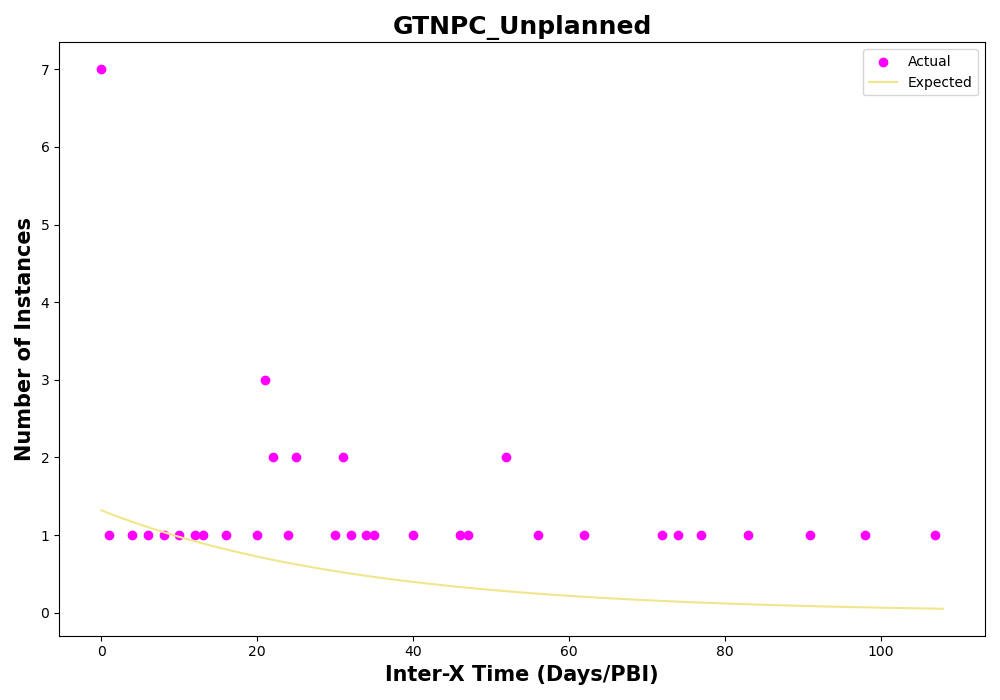 GTNPC_Unplanned
Actual
Expected
Number of Instances
7
6
5
4
3
2
1
0
0 20 40 60 80 100
Inter-X Time (Days/PBI)